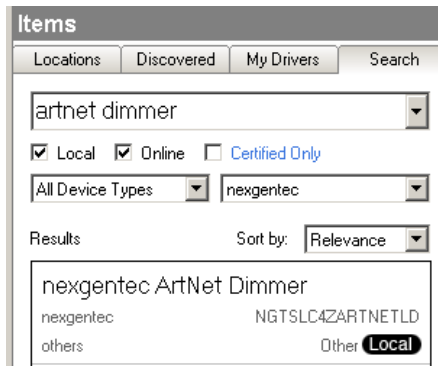 Items
Locations Discovered My Drivers Search
artnet dimmer
Local Online Certified Only
All Device Types nexgentec
Results Sort by: Relevance
nexgentec ArtNet Dimmer
nexgentec NGTSLC4ZARTNETLD
others Other Local